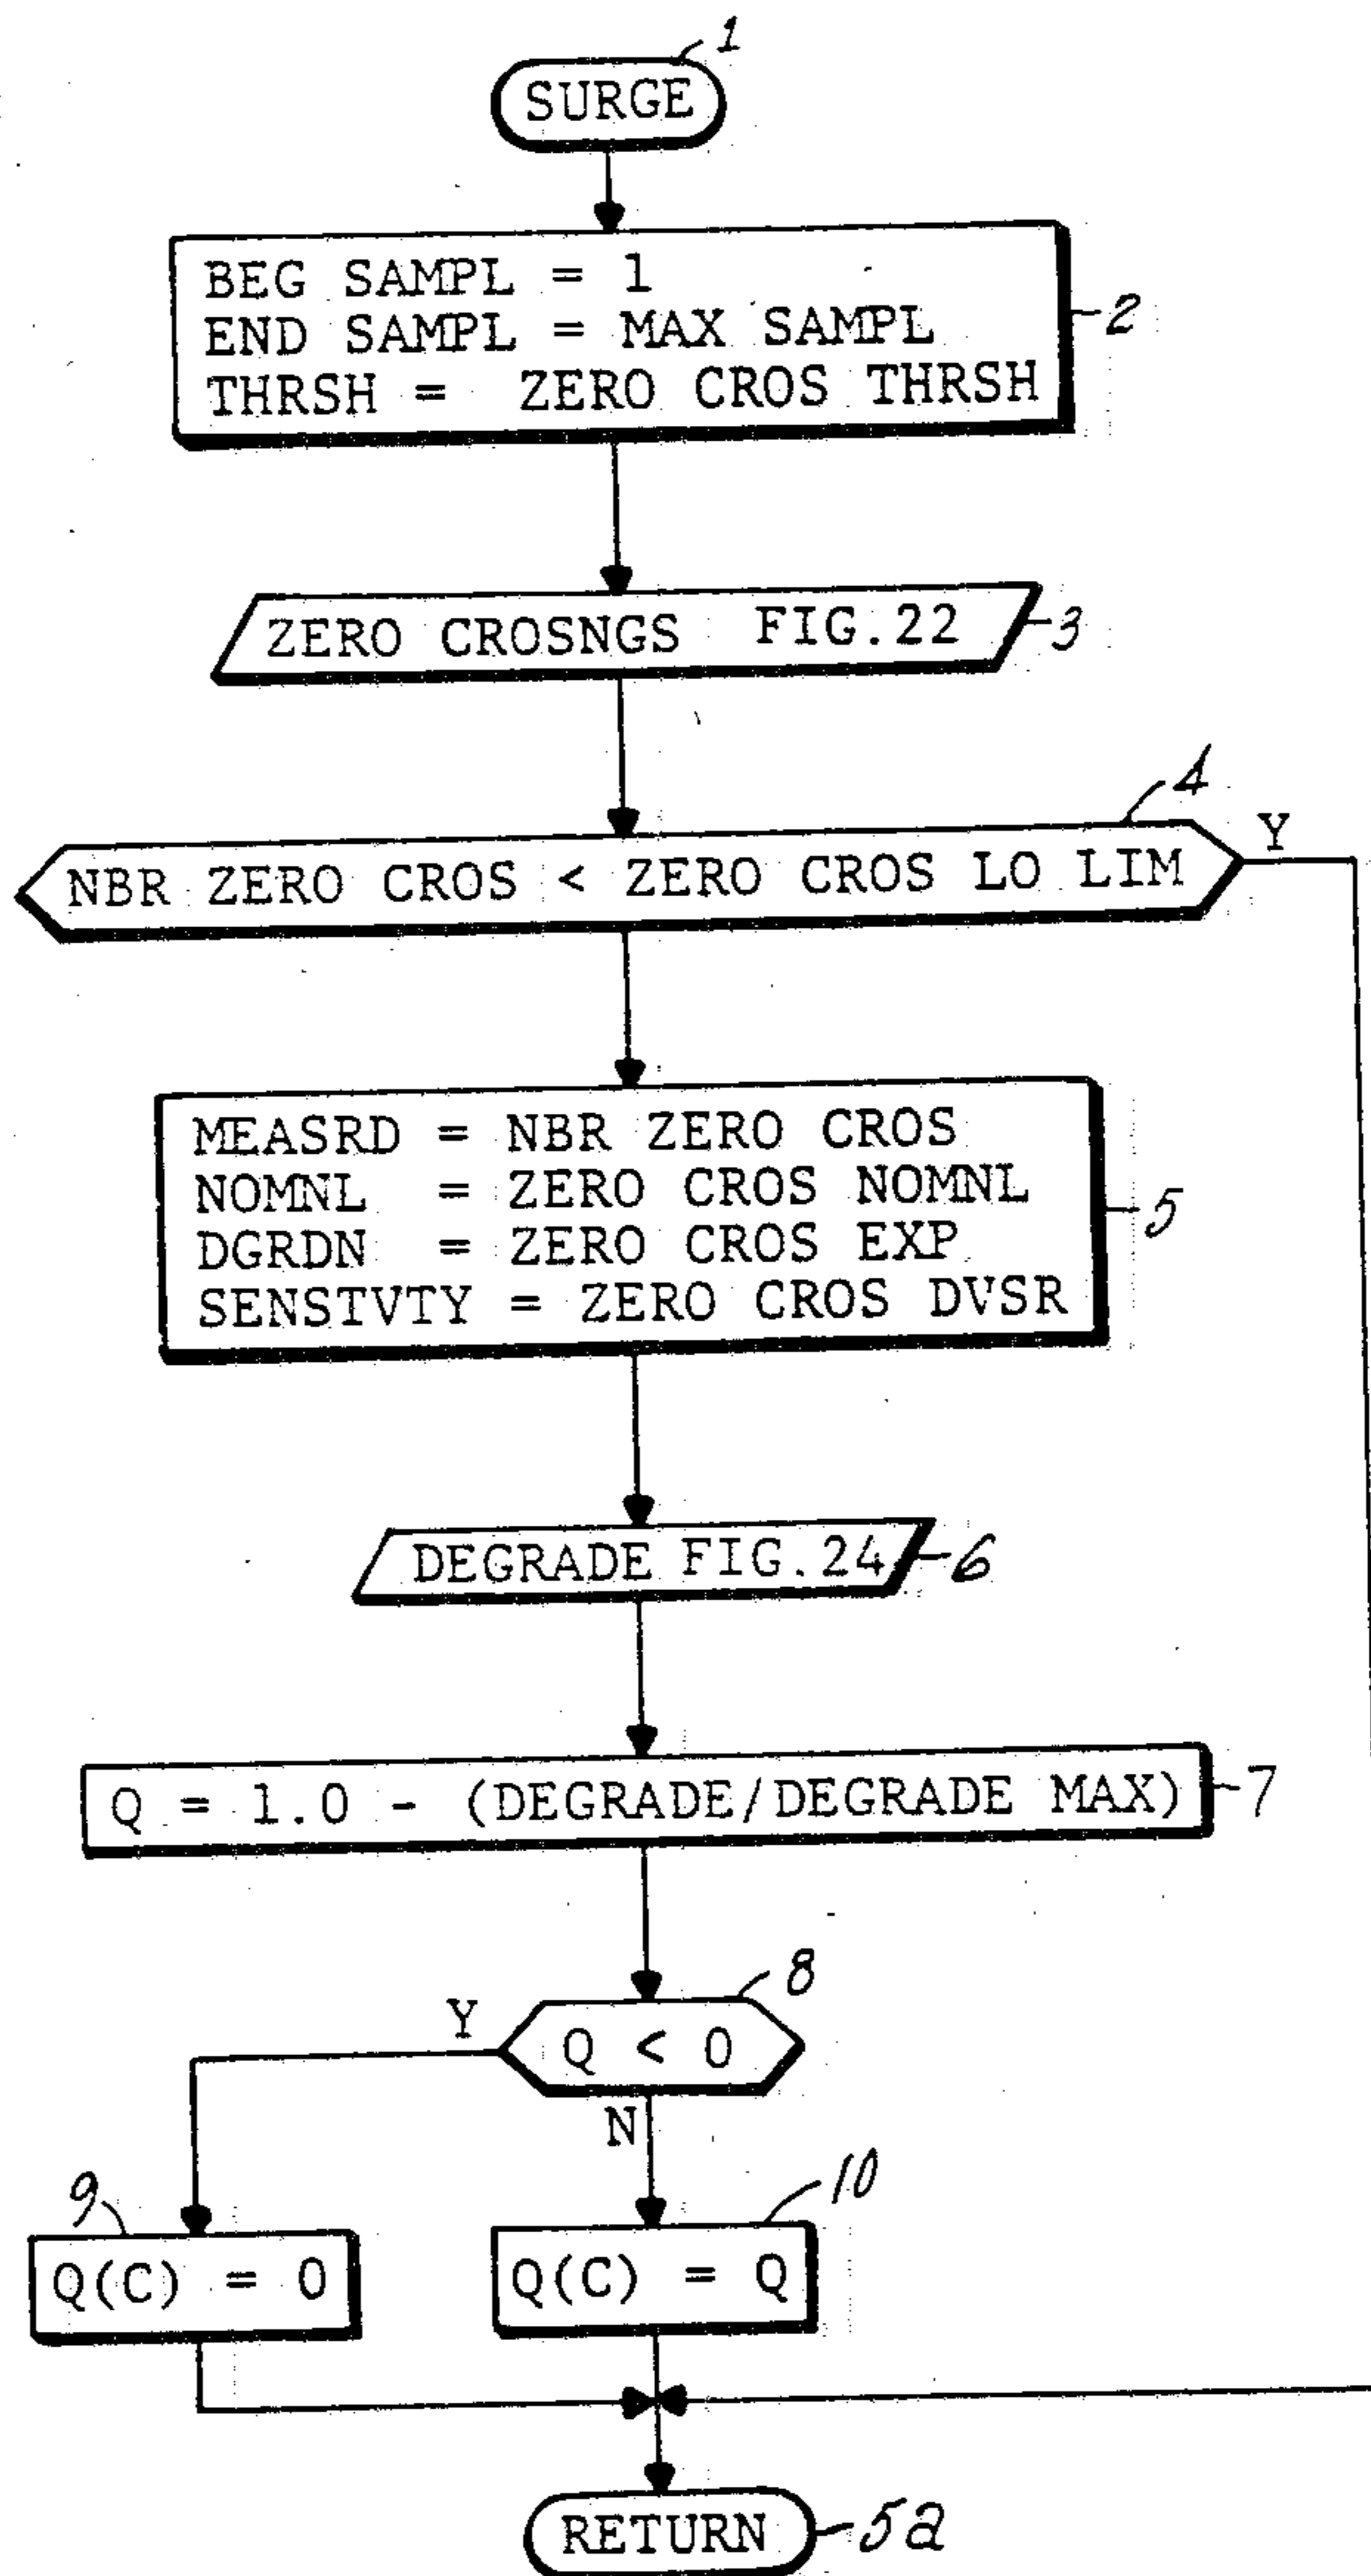 1
SURGE
BEG SAMPL = 1
END SAMPL = MAX SAMPL
THRSH = ZERO CROS THRSH
2
ZERO CROSNGS FIG.22
3
4
NBR ZERO CROS < ZERO CROS LO LIM
Y
MEASRD = NBR ZERO CROS
NOMNL = ZERO CROS NOMNL
DGRDN = ZERO CROS EXP
SENSTVTY = ZERO CROS DVSR
5
DEGRADE FIG.24
6
Q = 1.0 - (DEGRADE/DEGRADE MAX)
7
8
Y
Q < 0
N
9
Q(C) = 0
10
Q(C) = Q
RETURN
5a